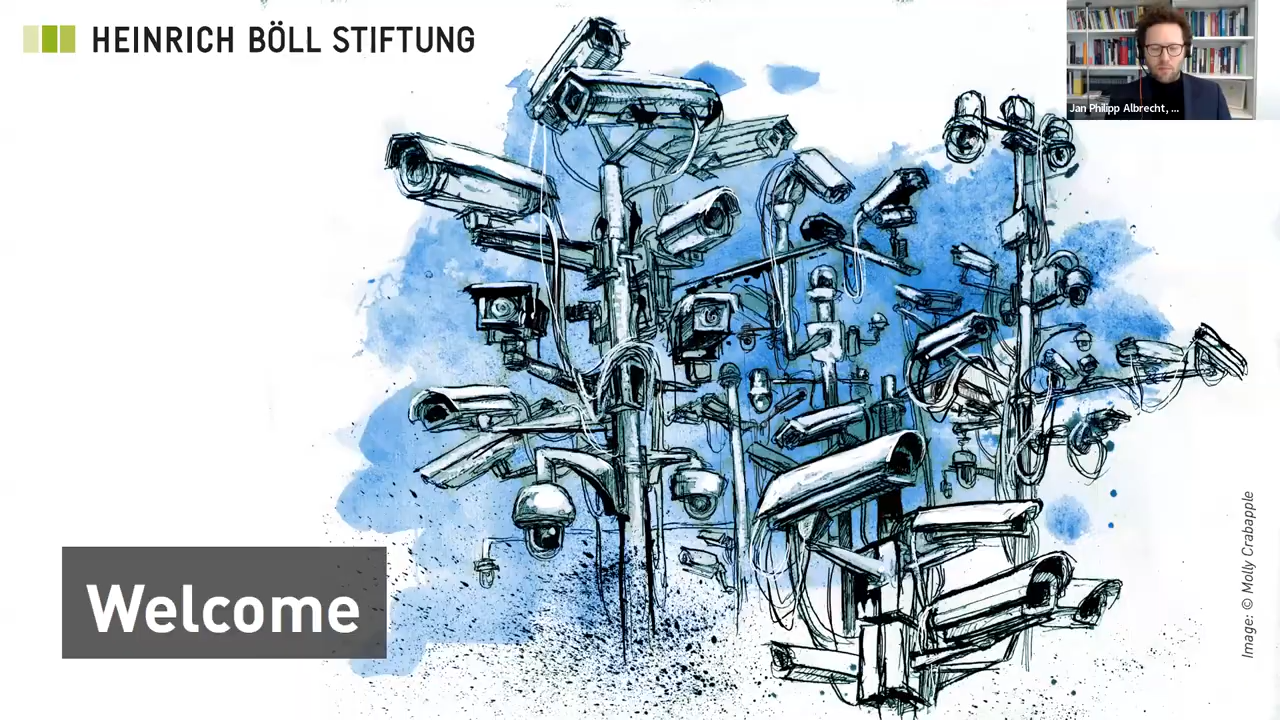 HEINRICH BÖLL STIFTUNG
Jan Philipp Albrecht, ...
Welcome
Image: © Molly Crabapple